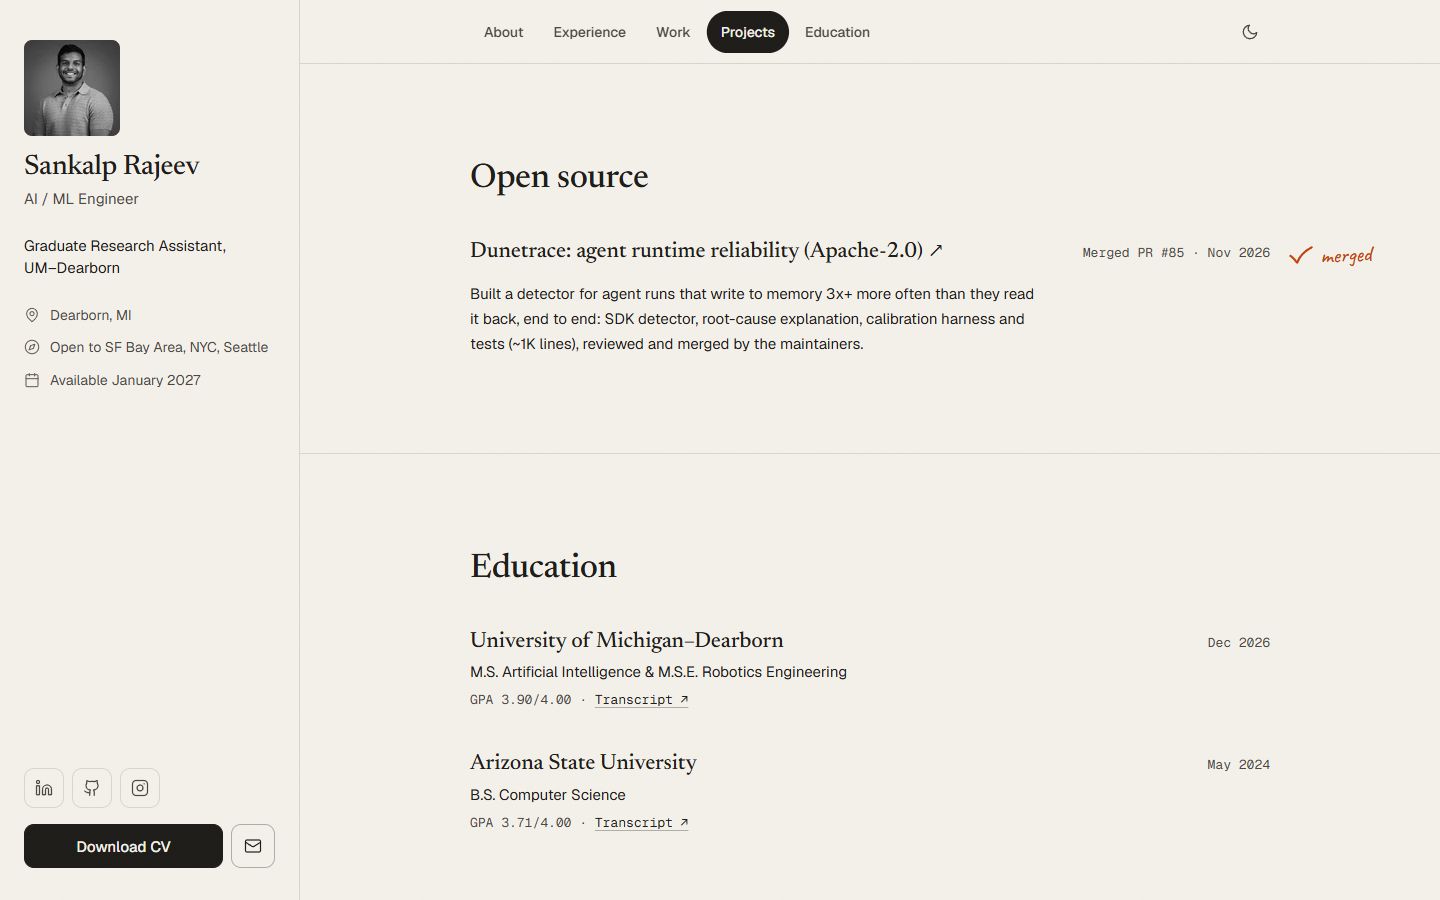 Sankalp Rajeev
AI / ML Engineer
Graduate Research Assistant,
UM–Dearborn
Dearborn, MI
Open to SF Bay Area, NYC, Seattle
Available January 2027
Download CV
About
Experience
Work
Projects
Education
Open source
Dunetrace: agent runtime reliability (Apache-2.0) ↗
Merged PR #85 · Nov 2026
merged
Built a detector for agent runs that write to memory 3x+ more often than they read
it back, end to end: SDK detector, root-cause explanation, calibration harness and
tests (~1K lines), reviewed and merged by the maintainers.
Education
University of Michigan–Dearborn
Dec 2026
M.S. Artificial Intelligence & M.S.E. Robotics Engineering
GPA 3.90/4.00 · Transcript ↗
Arizona State University
May 2024
B.S. Computer Science
GPA 3.71/4.00 · Transcript ↗